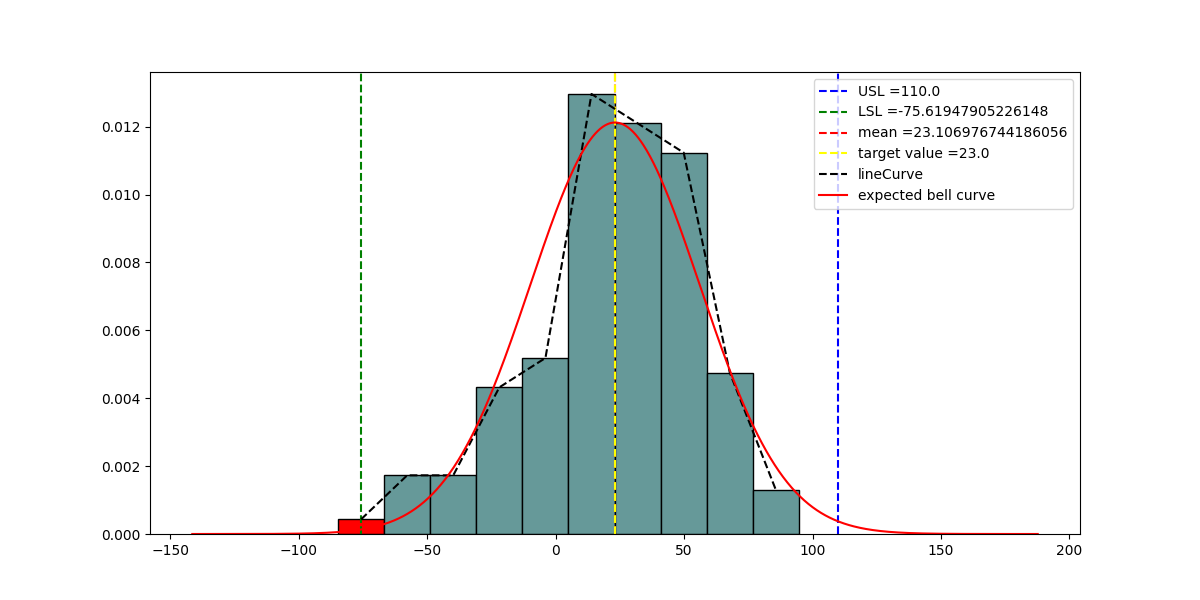 USL =110.0
LSL =-75.61947905226148
mean =23.106976744186056
target value =23.0
lineCurve
expected bell curve
0.012
0.010
0.008
0.006
0.004
0.002
0.000
−150 −100 −50 0 50 100 150 200